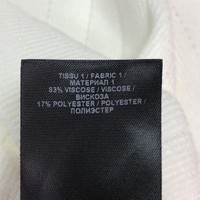 TISSU 1 / FABRIC 1 /
МАТЕРИАЛ 1
83% VISCOSE / VISCOSE /
ВИСКОЗА
17% POLYESTER / POLYESTER /
ПОЛИЭСТЕР